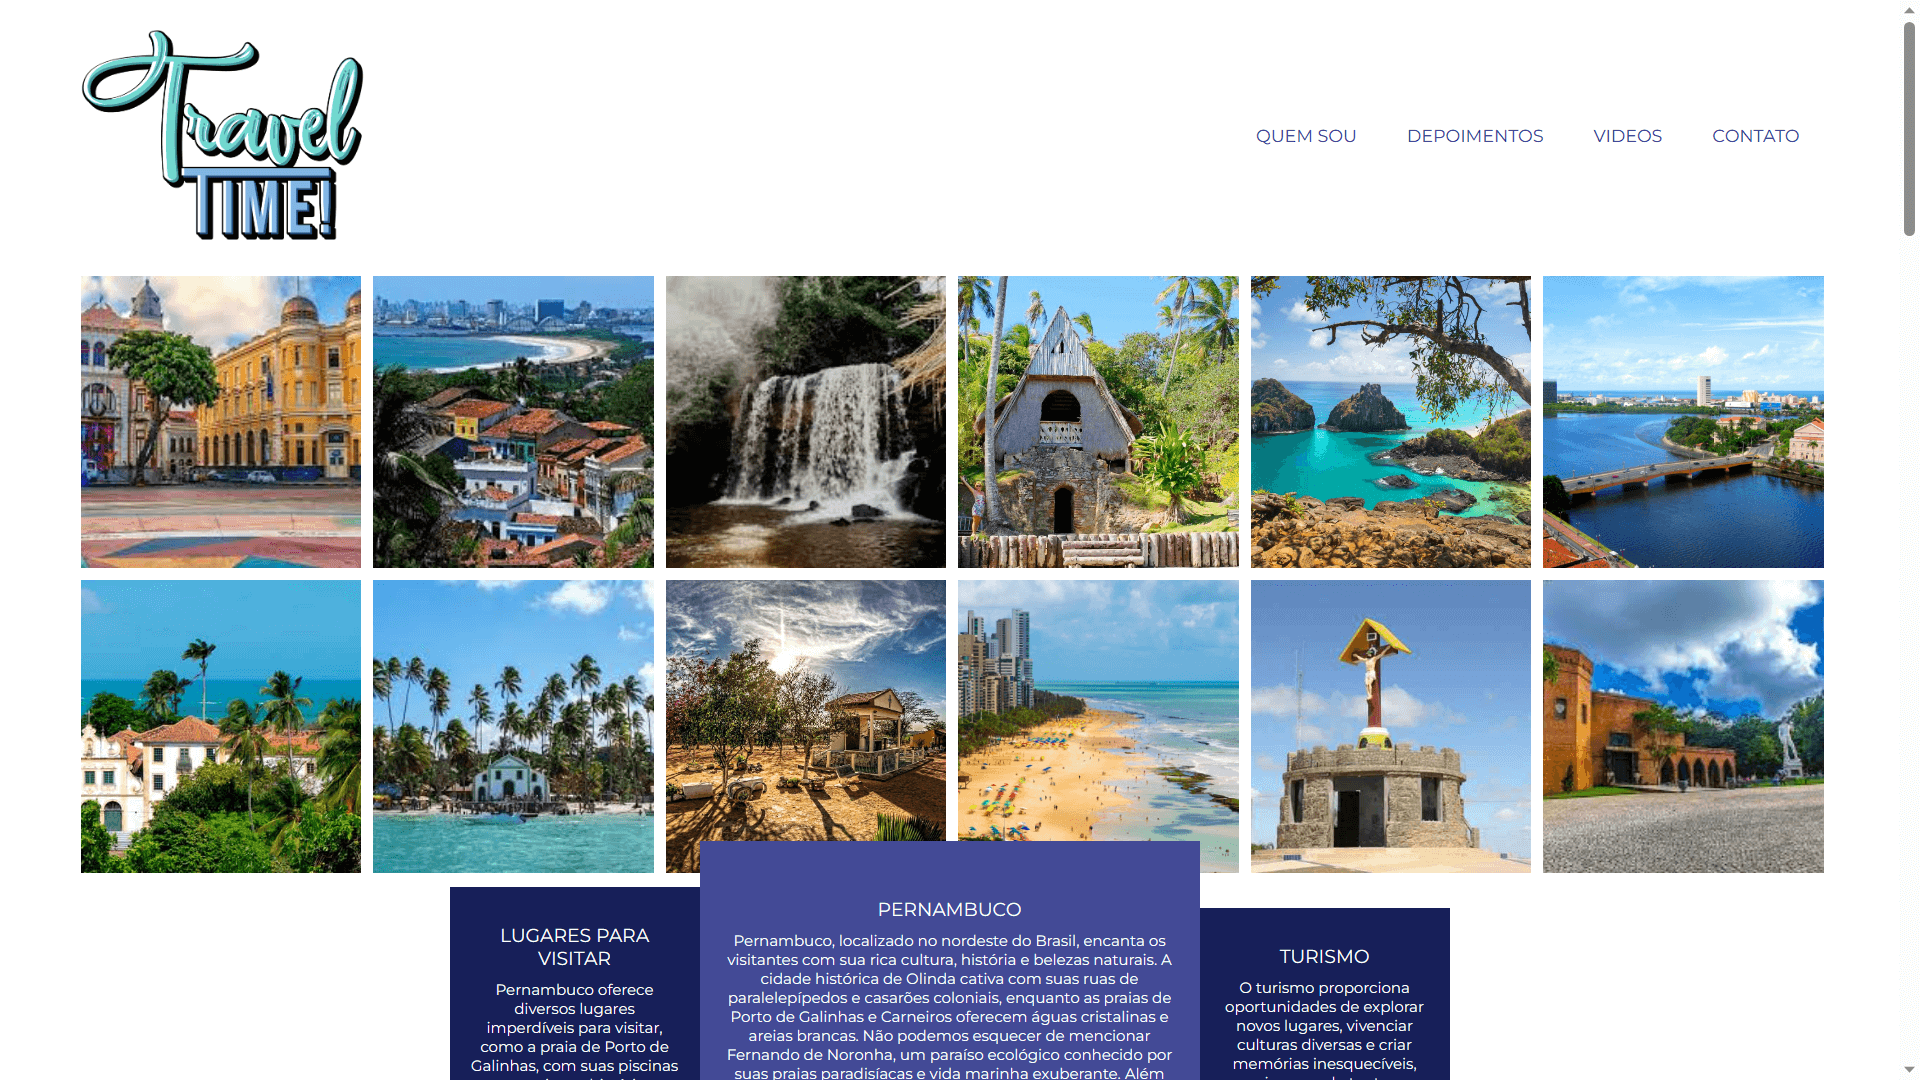 Travel
TIME!
QUEM SOU
DEPOIMENTOS
VIDEOS
CONTATO
LUGARES PARA
VISITAR
Pernambuco oferece
diversos lugares
imperdíveis para visitar,
como a praia de Porto de
Galinhas, com suas piscinas
PERNAMBUCO
Pernambuco, localizado no nordeste do Brasil, encanta os
visitantes com sua rica cultura, história e belezas naturais. A
cidade histórica de Olinda cativa com suas ruas de
paralelepípedos e casarões coloniais, enquanto as praias de
Porto de Galinhas e Carneiros oferecem águas cristalinas e
areias brancas. Não podemos esquecer de mencionar
Fernando de Noronha, um paraíso ecológico conhecido por
suas praias paradisíacas e vida marinha exuberante. Além
TURISMO
O turismo proporciona
oportunidades de explorar
novos lugares, vivenciar
culturas diversas e criar
memórias inesquecíveis,